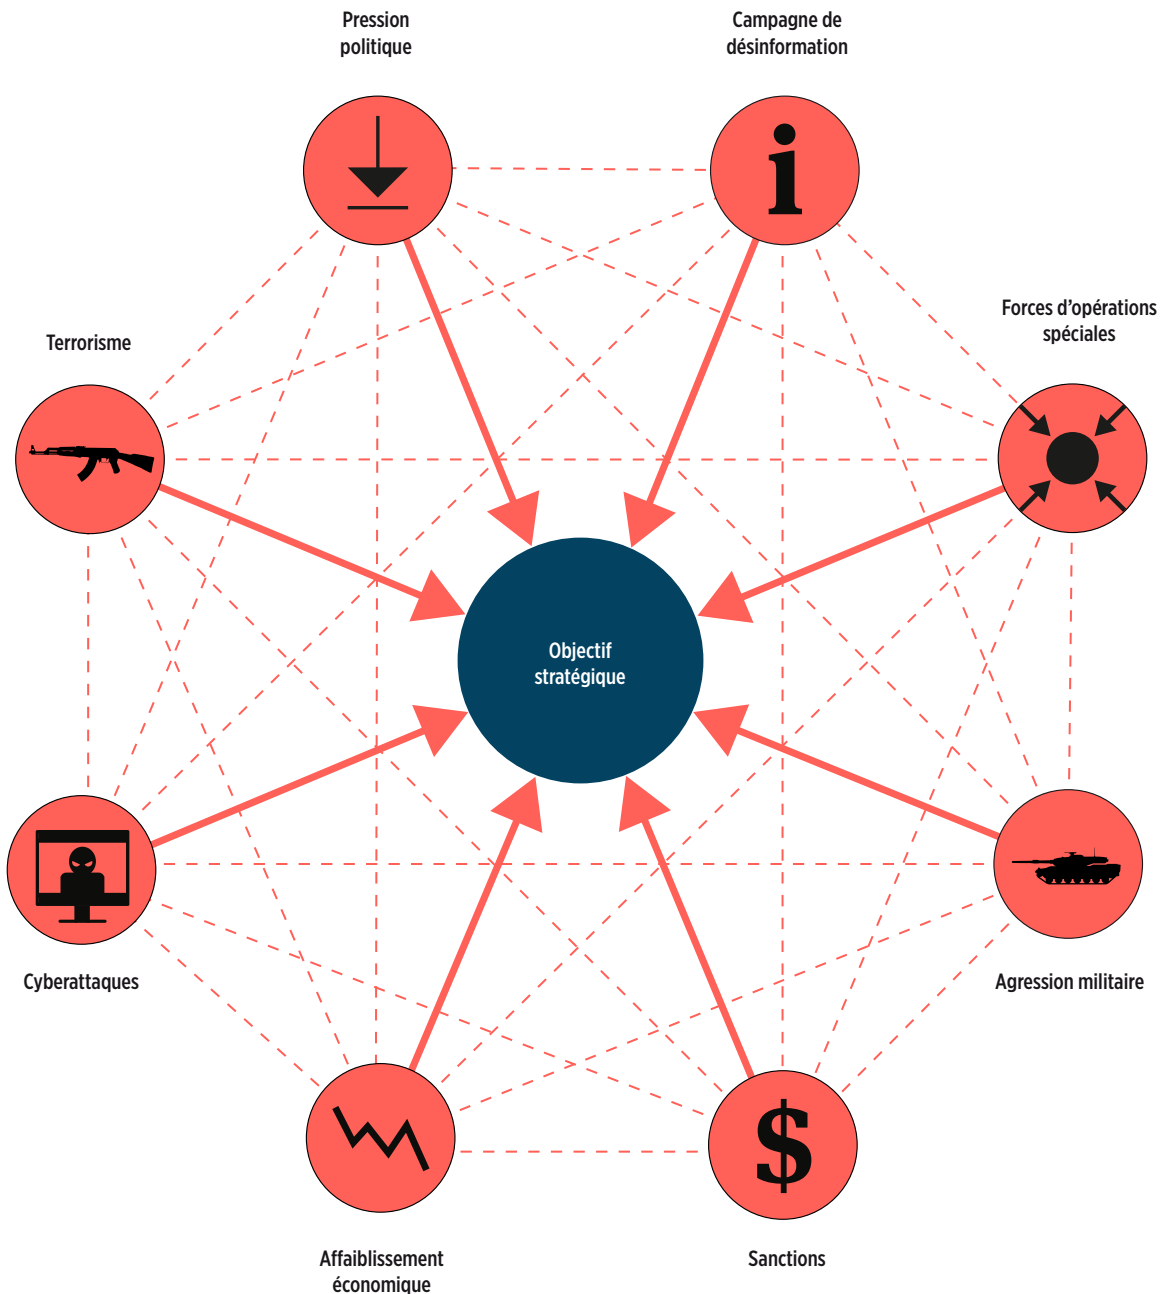 Pression
politique
Campagne de
désinformation
Forces d’opérations
spéciales
Terrorisme
Objectif
stratégique
Cyberattaques
Agression militaire
Affaiblissement
économique
Sanctions
i
$